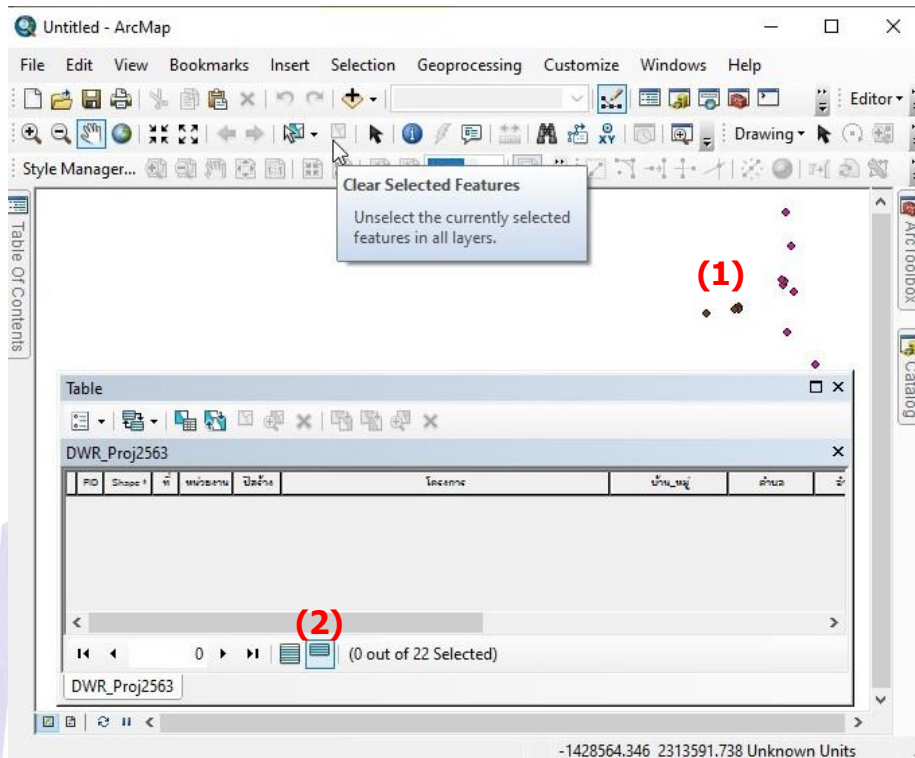 Untitled - ArcMap
File Edit View Bookmarks Insert Selection Geoprocessing Customize Windows Help
Editor
Drawing
Style Manager...
Clear Selected Features
Unselect the currently selected
features in all layers.
Table Of Contents
ArcToolbox
Catalog
(1)
Table
DWR_Proj2563
FID Shape * ที่ หน่วยงาน ปีสร้าง โครงการ บ้าน_หมู่ ตำบล
(2)
0 (0 out of 22 Selected)
DWR_Proj2563
-1428564.346 2313591.738 Unknown Units